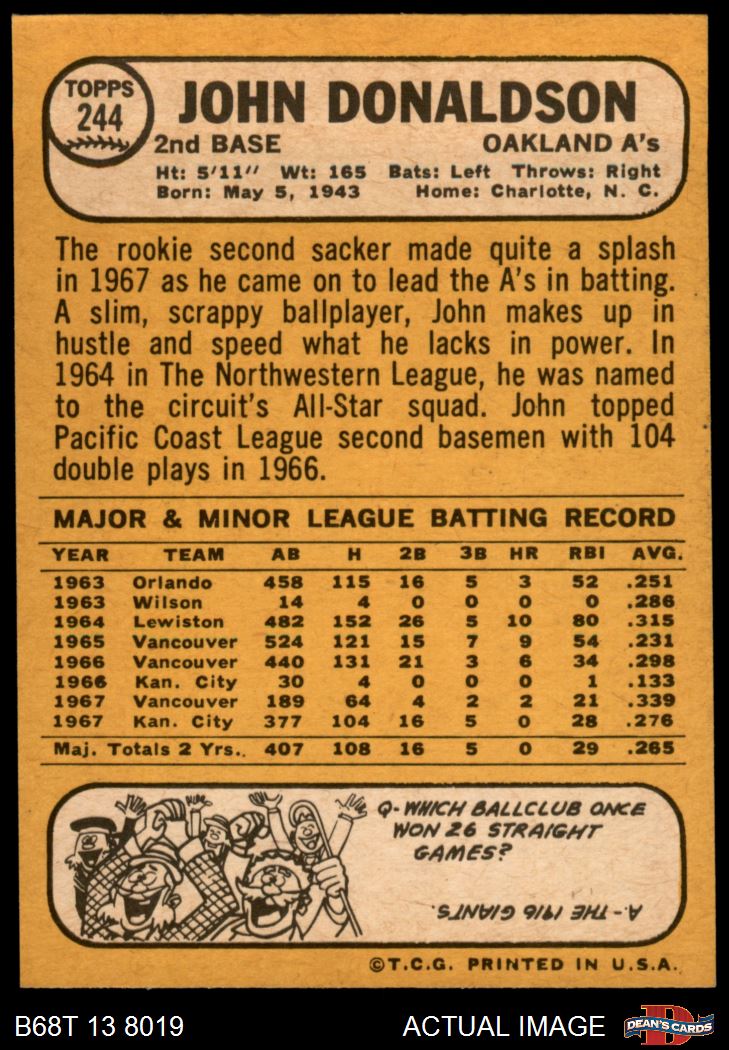 TOPPS
244
JOHN DONALDSON
2nd BASE OAKLAND A's
Ht: 5'11" Wt: 165 Bats: Left Throws: Right
Born: May 5, 1943 Home: Charlotte, N. C.
The rookie second sacker made quite a splash
in 1967 as he came on to lead the A's in batting.
A slim, scrappy ballplayer, John makes up in
hustle and speed what he lacks in power. In
1964 in The Northwestern League, he was named
to the circuit's All-Star squad. John topped
Pacific Coast League second basemen with 104
double plays in 1966.
MAJOR & MINOR LEAGUE BATTING RECORD
YEAR TEAM AB H 2B 3B HR RBI AVG.
1963 Orlando 458 115 16 5 3 52 .251
1963 Wilson 14 4 0 0 0 0 .286
1964 Lewiston 482 152 26 5 10 80 .315
1965 Vancouver 524 121 15 7 9 54 .231
1966 Vancouver 440 131 21 3 6 34 .298
1966 Kan. City 30 4 0 0 0 1 .133
1967 Vancouver 189 64 4 2 2 21 .339
1967 Kan. City 377 104 16 5 0 28 .276
Maj. Totals 2 Yrs.. 407 108 16 5 0 29 .265
Q- WHICH BALLCLUB ONCE
WON 26 STRAIGHT
GAMES?
A.- THE 1916 GIANTS.
©T.C.G. PRINTED IN U.S.A.
B68T 13 8019 ACTUAL IMAGE
DEAN'S CARDS